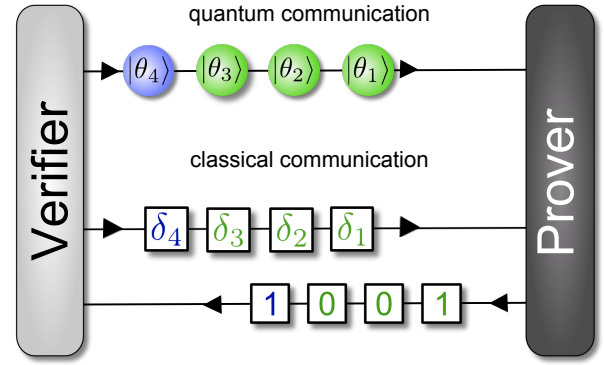 quantum communication
|θ₄⟩ |θ₃⟩ |θ₂⟩ |θ₁⟩
Verifier
Prover
classical communication
δ₄ δ₃ δ₂ δ₁
1 0 0 1